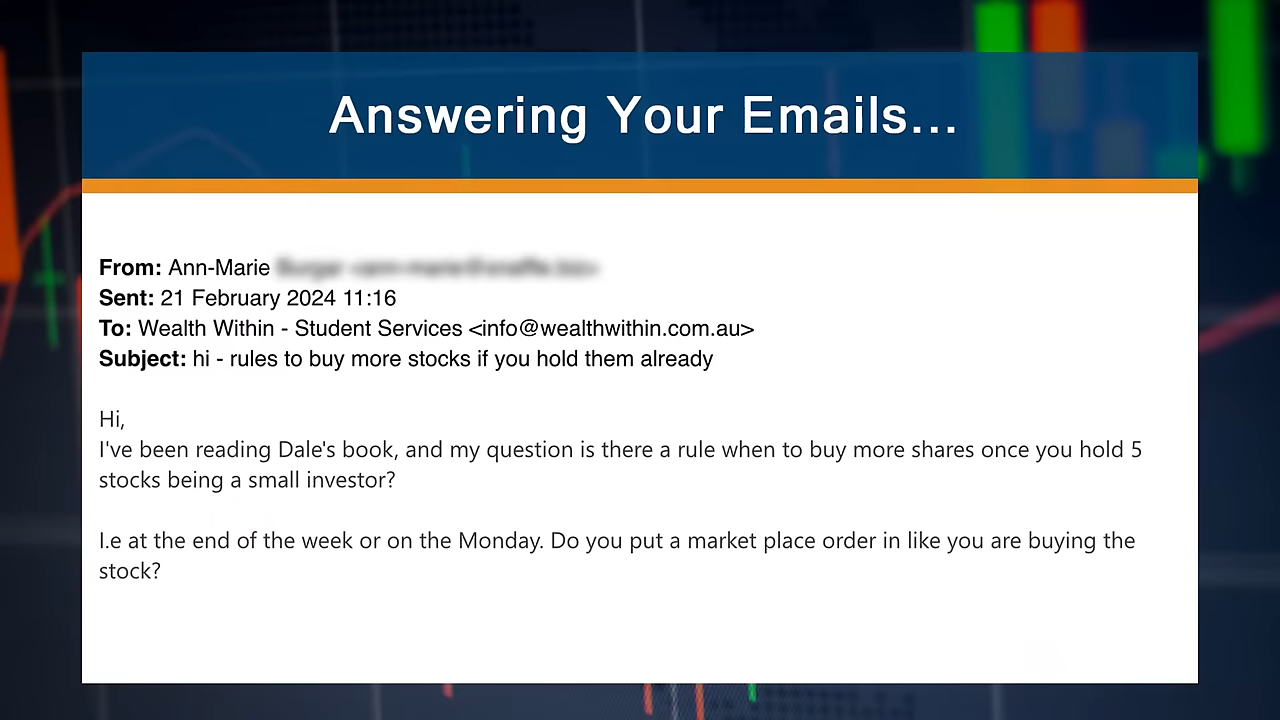 Answering Your Emails...
From: Ann-Marie
Sent: 21 February 2024 11:16
To: Wealth Within - Student Services <info@wealthwithin.com.au>
Subject: hi - rules to buy more stocks if you hold them already
Hi,
I've been reading Dale's book, and my question is there a rule when to buy more shares once you hold 5
stocks being a small investor?
I.e at the end of the week or on the Monday. Do you put a market place order in like you are buying the
stock?